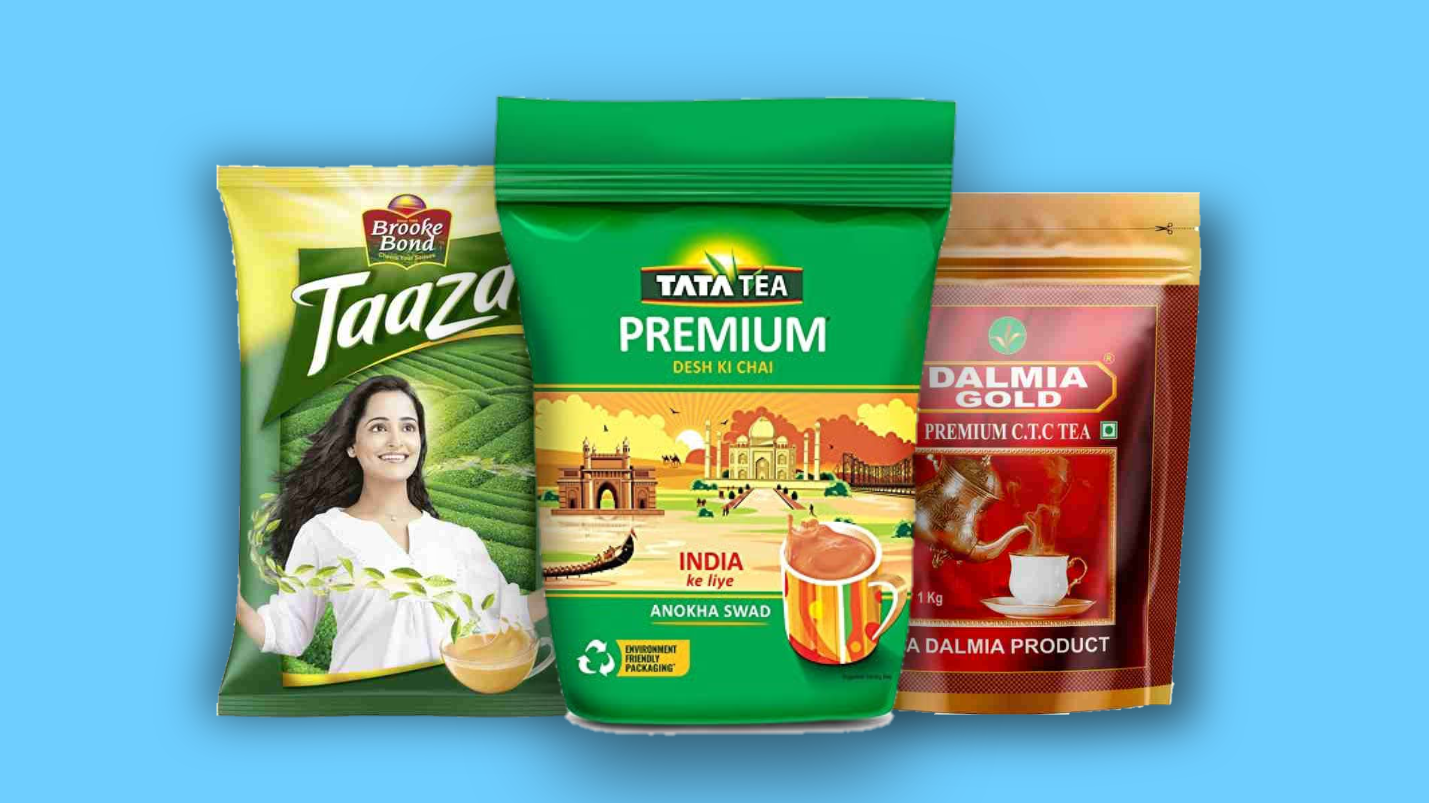 Brooke
Bond
Taaza
TATA TEA
PREMIUM
DESH KI CHAI
INDIA
ke liye
ANOKHA SWAD
ENVIRONMENT
FRIENDLY
PACKAGING*
DALMIA ®
GOLD
PREMIUM C.T.C TEA
1 Kg
A DALMIA PRODUCT